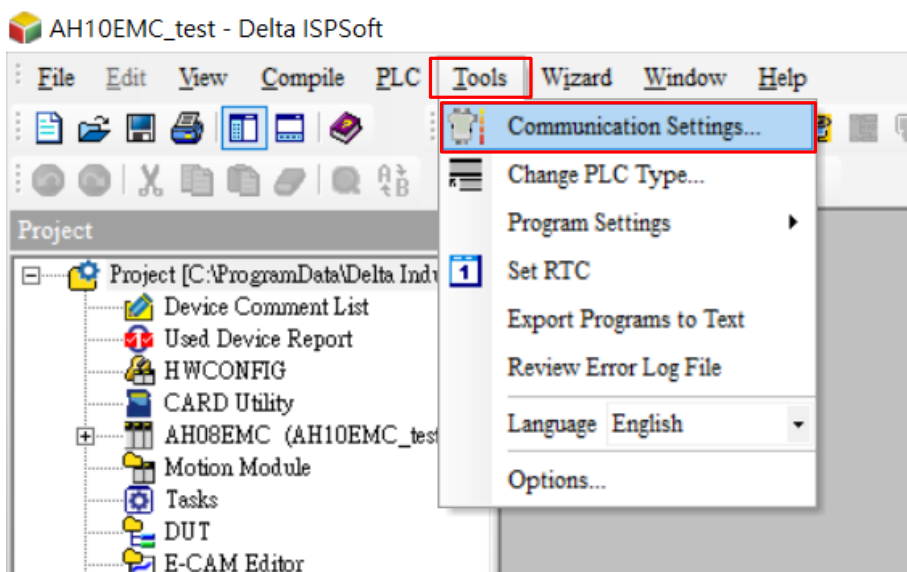 AH10EMC_test - Delta ISPSoft
File Edit View Compile PLC Tools Wizard Window Help
Communication Settings...
Change PLC Type...
Program Settings
Set RTC
Export Programs to Text
Review Error Log File
Language English
Options...
Project
Project [C:\ProgramData\Delta Indu
Device Comment List
Used Device Report
HWCONFIG
CARD Utility
AH08EMC (AH10EMC_test
Motion Module
Tasks
DUT
E-CAM Editor